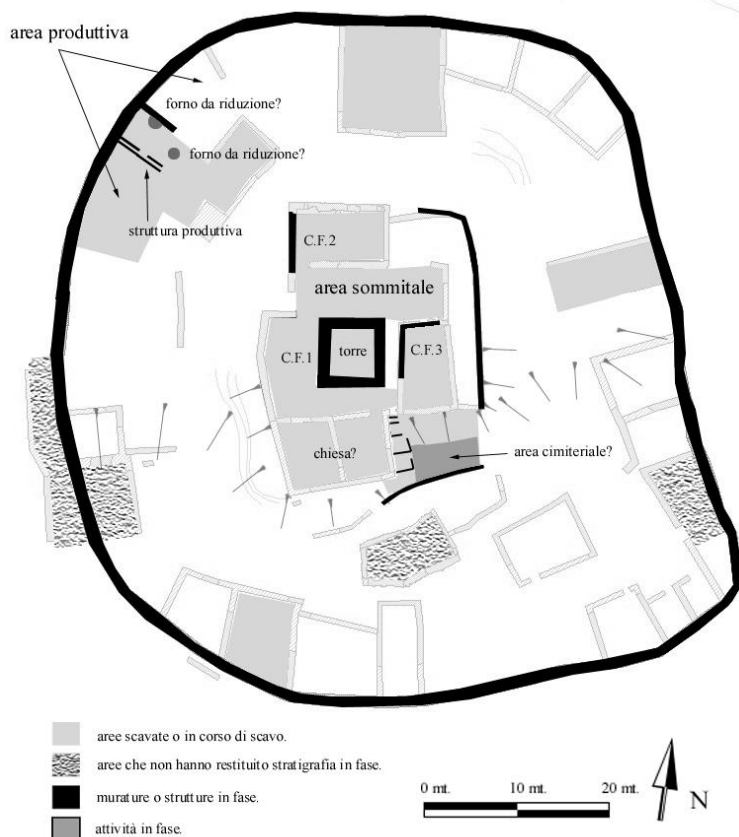 area produttiva
forno da riduzione?
forno da riduzione?
struttura produttiva
C.F.2
area sommitale
C.F.1
torre
C.F.3
chiesa?
area cimiteriale?
aree scavate o in corso di scavo.
aree che non hanno restituito stratigrafia in fase.
murature o strutture in fase.
attività in fase.
0 mt.
10 mt.
20 mt.
N